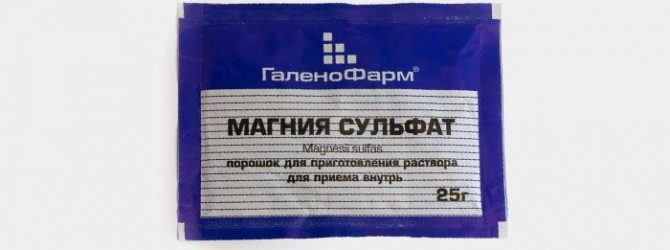 ГаленоФарм®
МАГНИЯ СУЛЬФАТ
Magnesii sulfas
порошок для приготовления раствора
для приема внутрь
25г